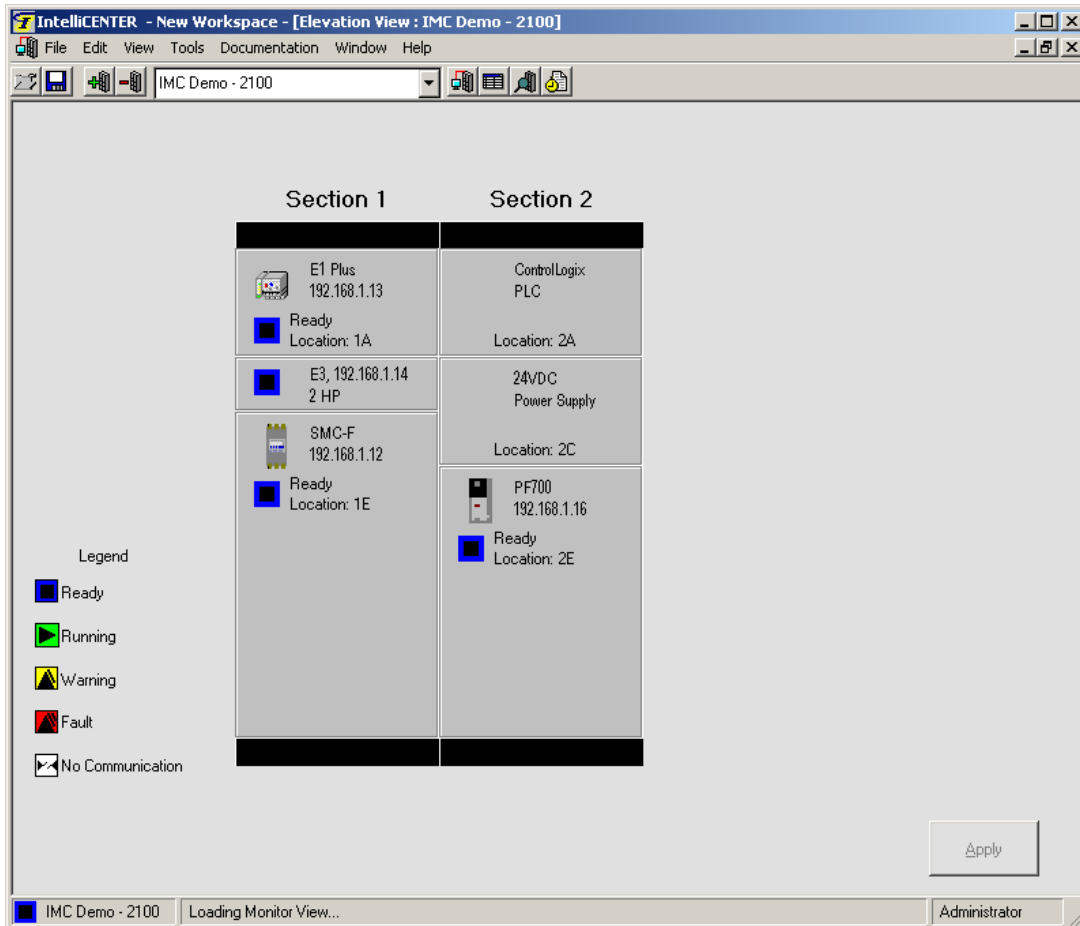 IntelliCENTER - New Workspace - [Elevation View : IMC Demo - 2100]
File Edit View Tools Documentation Window Help
IMC Demo - 2100
Section 1
Section 2
E1 Plus
192.168.1.13
Ready
Location: 1A
E3, 192.168.1.14
2 HP
SMC-F
192.168.1.12
Ready
Location: 1E
ControlLogix
PLC
Location: 2A
24VDC
Power Supply
Location: 2C
PF700
192.168.1.16
Ready
Location: 2E
Legend
Ready
Running
Warning
Fault
No Communication
Apply
IMC Demo - 2100
Loading Monitor View...
Administrator